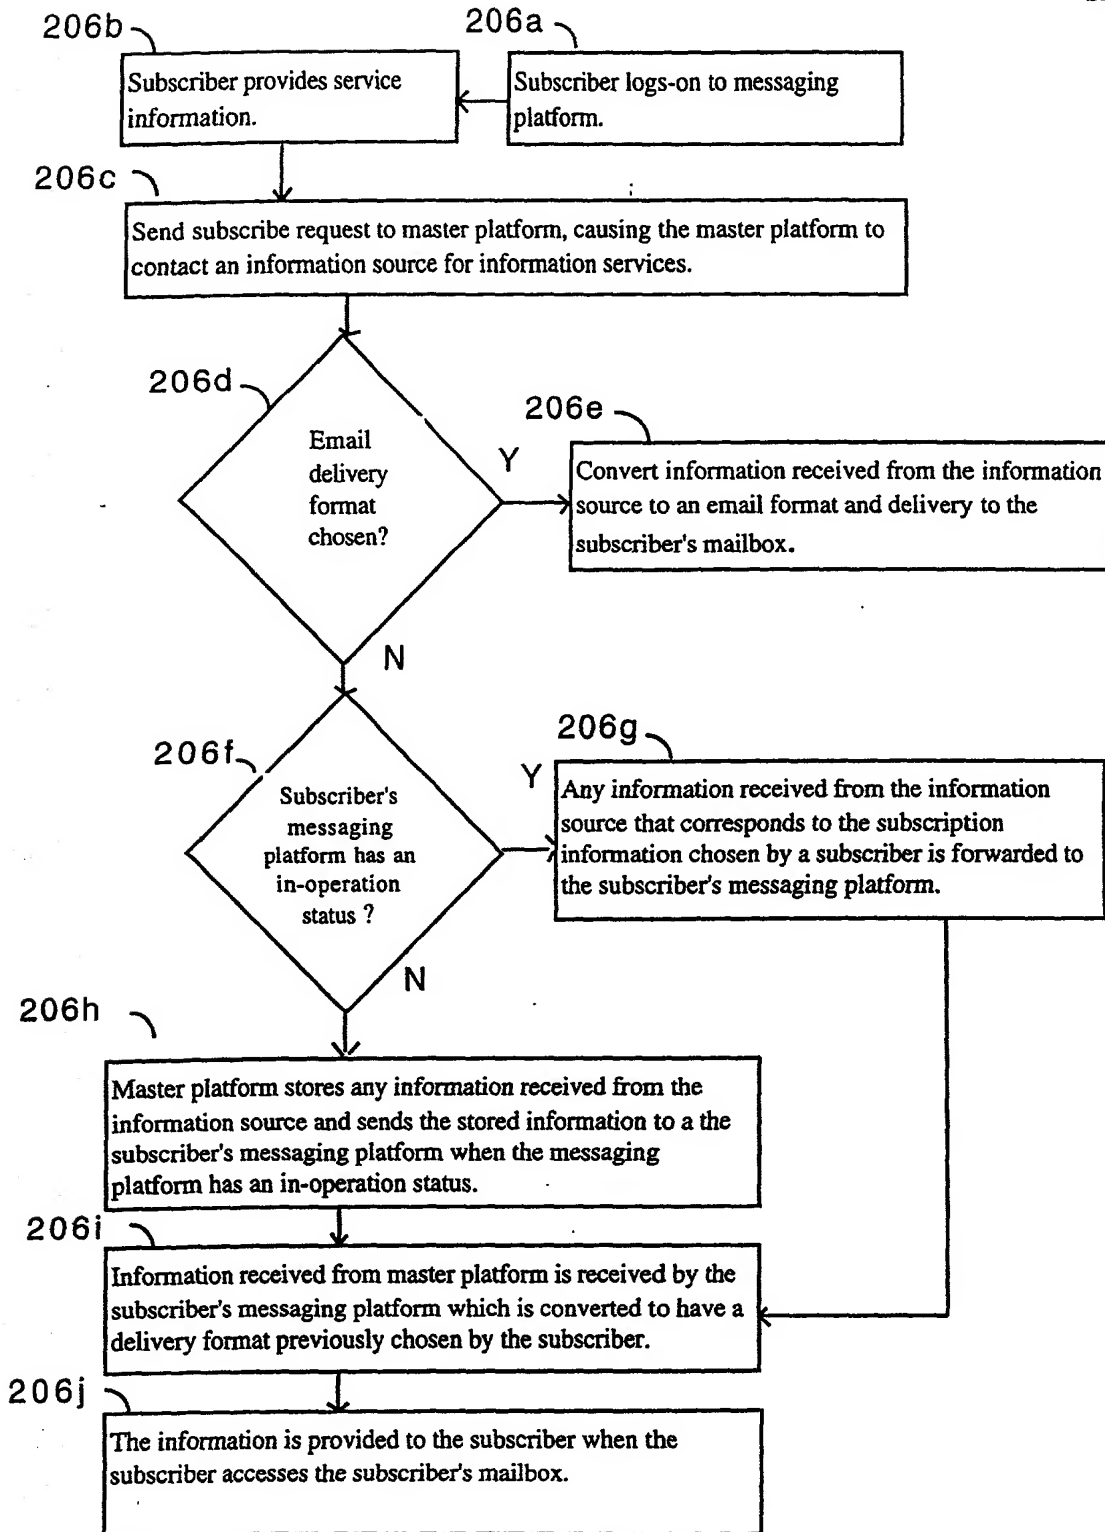 206b
206a
Subscriber provides service
information.
Subscriber logs-on to messaging
platform.
206c
Send subscribe request to master platform, causing the master platform to
contact an information source for information services.
206d
Email
delivery
format
chosen?
Y
206e
Convert information received from the information
source to an email format and delivery to the
subscriber's mailbox.
N
206f
Subscriber's
messaging
platform has an
in-operation
status ?
Y
206g
Any information received from the information
source that corresponds to the subscription
information chosen by a subscriber is forwarded to
the subscriber's messaging platform.
N
206h
Master platform stores any information received from the
information source and sends the stored information to a the
subscriber's messaging platform when the messaging
platform has an in-operation status.
206i
Information received from master platform is received by the
subscriber's messaging platform which is converted to have a
delivery format previously chosen by the subscriber.
206j
The information is provided to the subscriber when the
subscriber accesses the subscriber's mailbox.